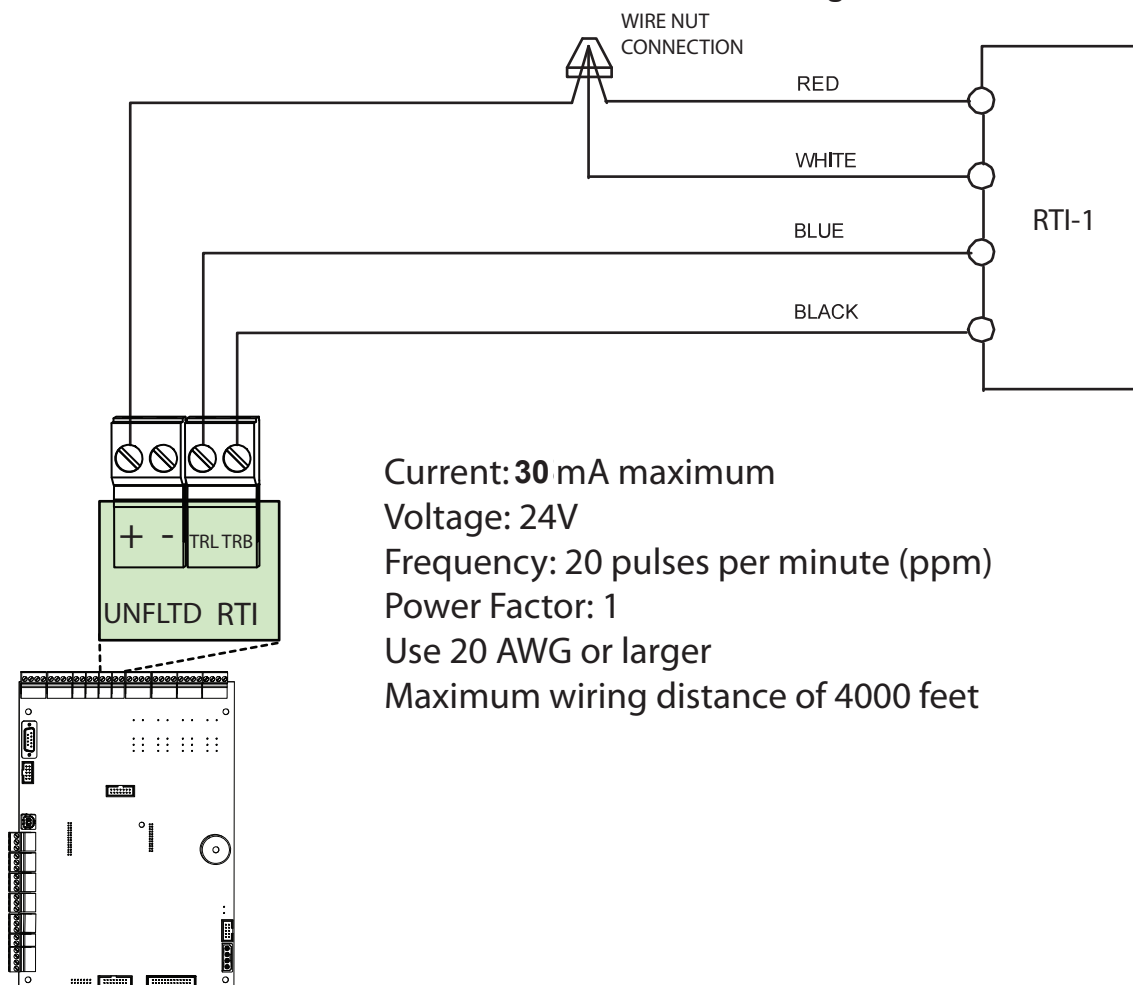 WIRE NUT
CONNECTION
RED
WHITE
RTI-1
BLUE
BLACK
+ - TRL TRB
UNFLTD RTI
Current: 30 mA maximum
Voltage: 24V
Frequency: 20 pulses per minute (ppm)
Power Factor: 1
Use 20 AWG or larger
Maximum wiring distance of 4000 feet